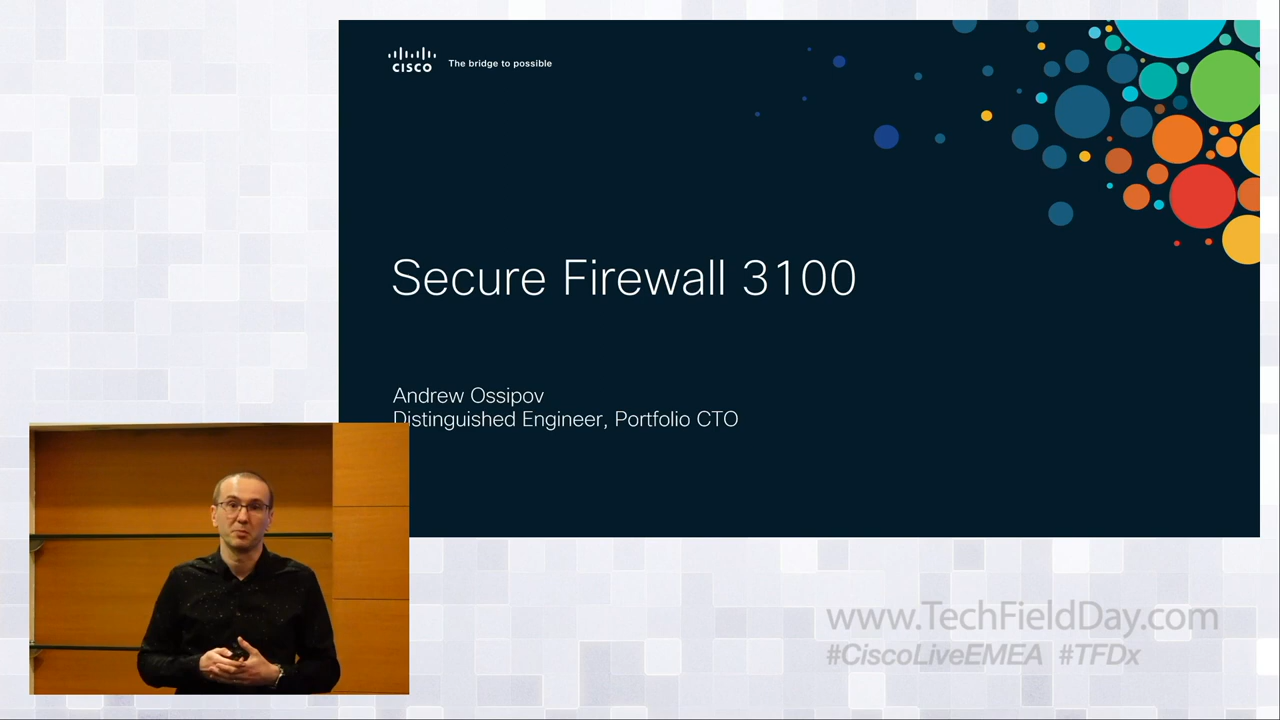 CISCO
The bridge to possible
Secure Firewall 3100
Andrew Ossipov
Distinguished Engineer, Portfolio CTO
www.TechFieldDay.com
#CiscoLiveEMEA #TFDx